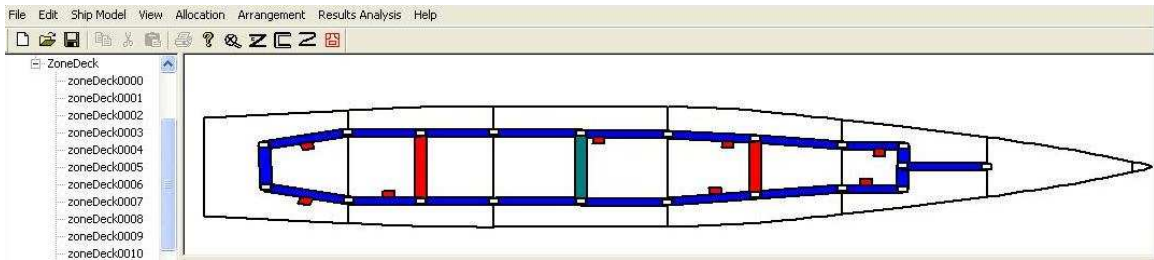 File Edit Ship Model View Allocation Arrangement Results Analysis Help
ZoneDeck
zoneDeck0000
zoneDeck0001
zoneDeck0002
zoneDeck0003
zoneDeck0004
zoneDeck0005
zoneDeck0006
zoneDeck0007
zoneDeck0008
zoneDeck0009
zoneDeck0010